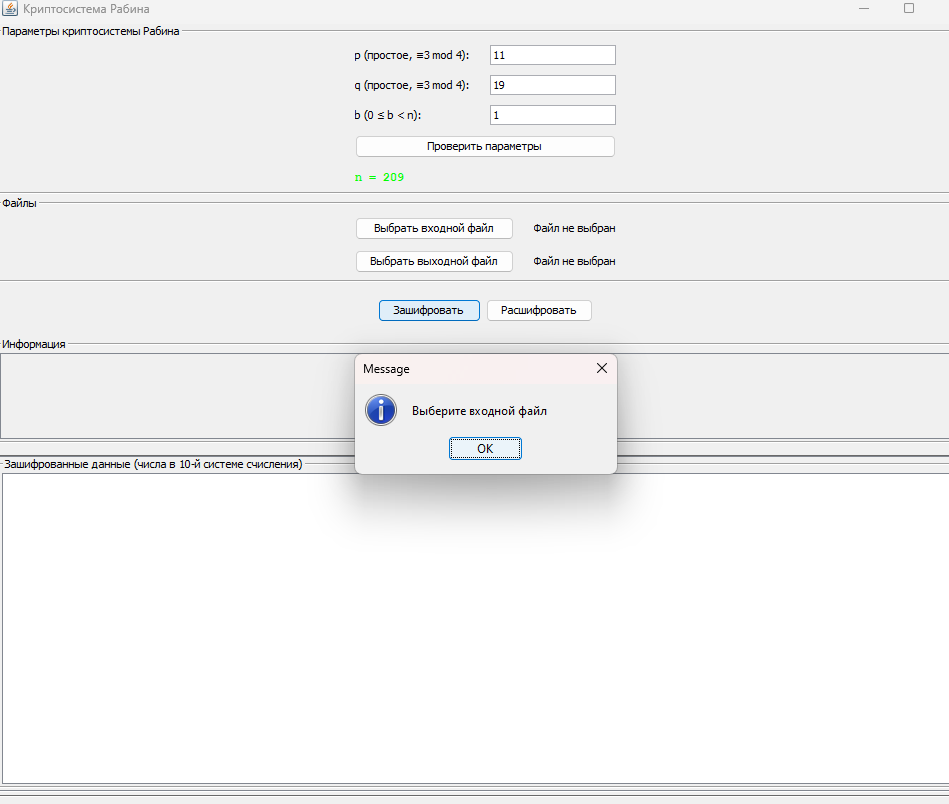 Криптосистема Рабина
Параметры криптосистемы Рабина
p (простое, ≡3 mod 4): 11
q (простое, ≡3 mod 4): 19
b (0 ≤ b < n): 1
Проверить параметры
n = 209
Файлы
Выбрать входной файл Файл не выбран
Выбрать выходной файл Файл не выбран
Зашифровать Расшифровать
Информация
Message
Выберите входной файл
OK
Зашифрованные данные (числа в 10-й системе счисления)